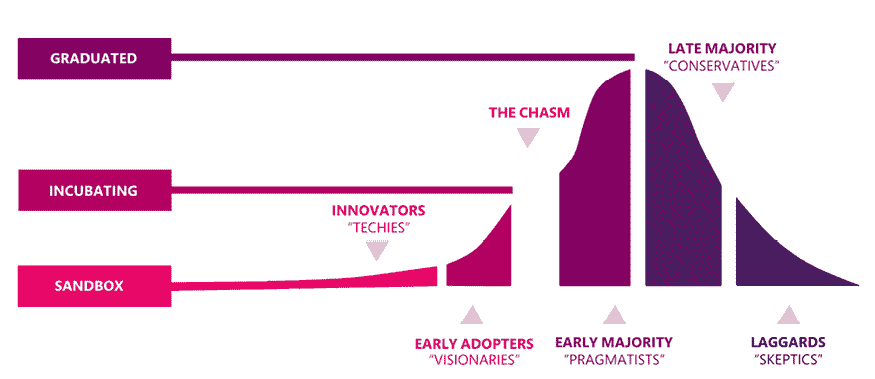 GRADUATED
LATE MAJORITY
“CONSERVATIVES”
THE CHASM
INCUBATING
INNOVATORS
“TECHIES”
SANDBOX
EARLY ADOPTERS
“VISIONARIES”
EARLY MAJORITY
“PRAGMATISTS”
LAGGARDS
“SKEPTICS”